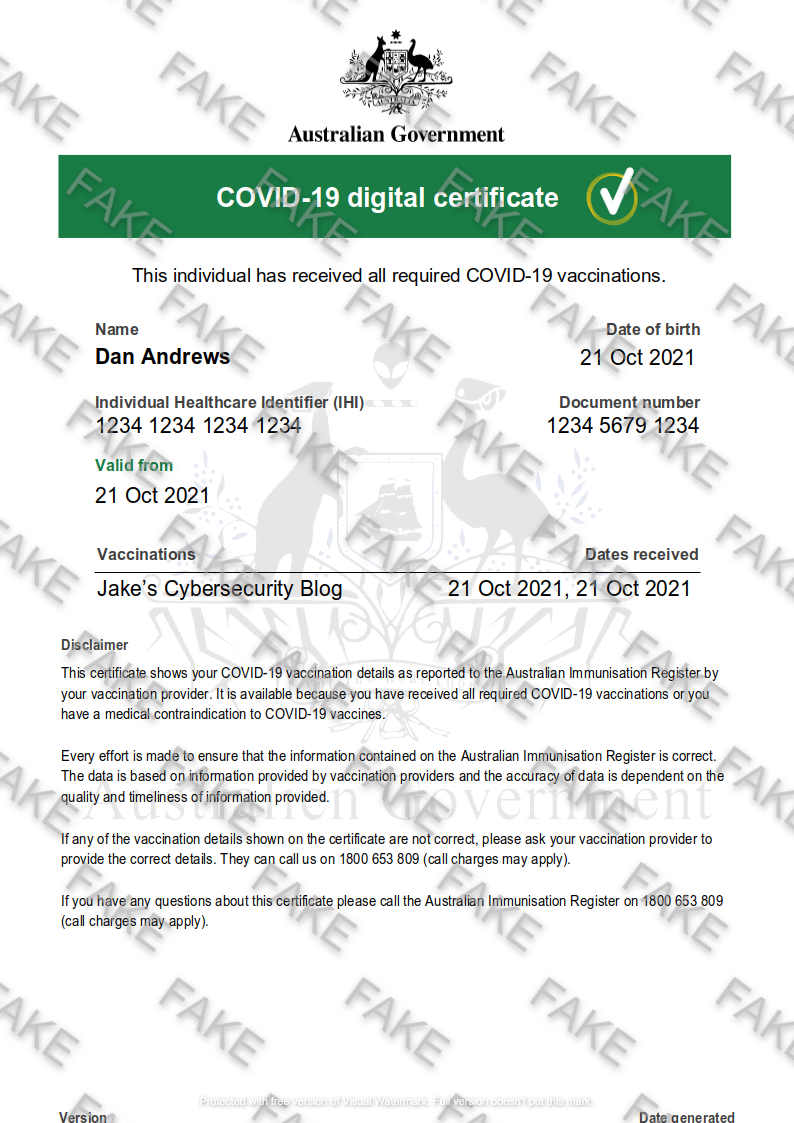 AUSTRALIA
Australian Government
COVID-19 digital certificate
This individual has received all required COVID-19 vaccinations.
Name Date of birth
Dan Andrews 21 Oct 2021
Individual Healthcare Identifier (IHI) Document number
1234 1234 1234 1234 1234 5679 1234
Valid from
21 Oct 2021
Vaccinations Dates received
Jake’s Cybersecurity Blog 21 Oct 2021, 21 Oct 2021
Disclaimer
This certificate shows your COVID-19 vaccination details as reported to the Australian Immunisation Register by
your vaccination provider. It is available because you have received all required COVID-19 vaccinations or you
have a medical contraindication to COVID-19 vaccines.
Every effort is made to ensure that the information contained on the Australian Immunisation Register is correct.
The data is based on information provided by vaccination providers and the accuracy of data is dependent on the
quality and timeliness of information provided.
Australien Government
If any of the vaccination details shown on the certificate are not correct, please ask your vaccination provider to
provide the correct details. They can call us on 1800 653 809 (call charges may apply).
If you have any questions about this certificate please call the Australian Immunisation Register on 1800 653 809
(call charges may apply).
FAKE
Protected with free version of Visual Watermark. Full version doesn't put this mark.
Version Date generated